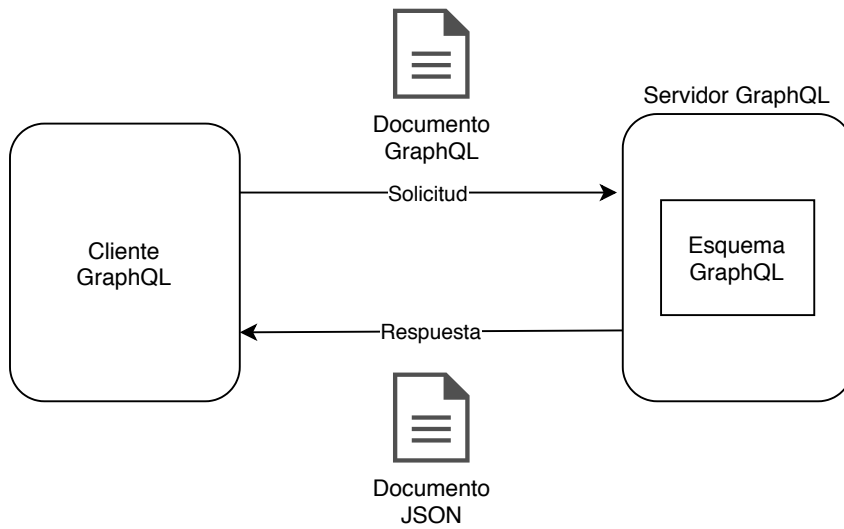 Documento
GraphQL
Servidor GraphQL
Solicitud
Cliente
GraphQL
Esquema
GraphQL
Respuesta
Documento
JSON